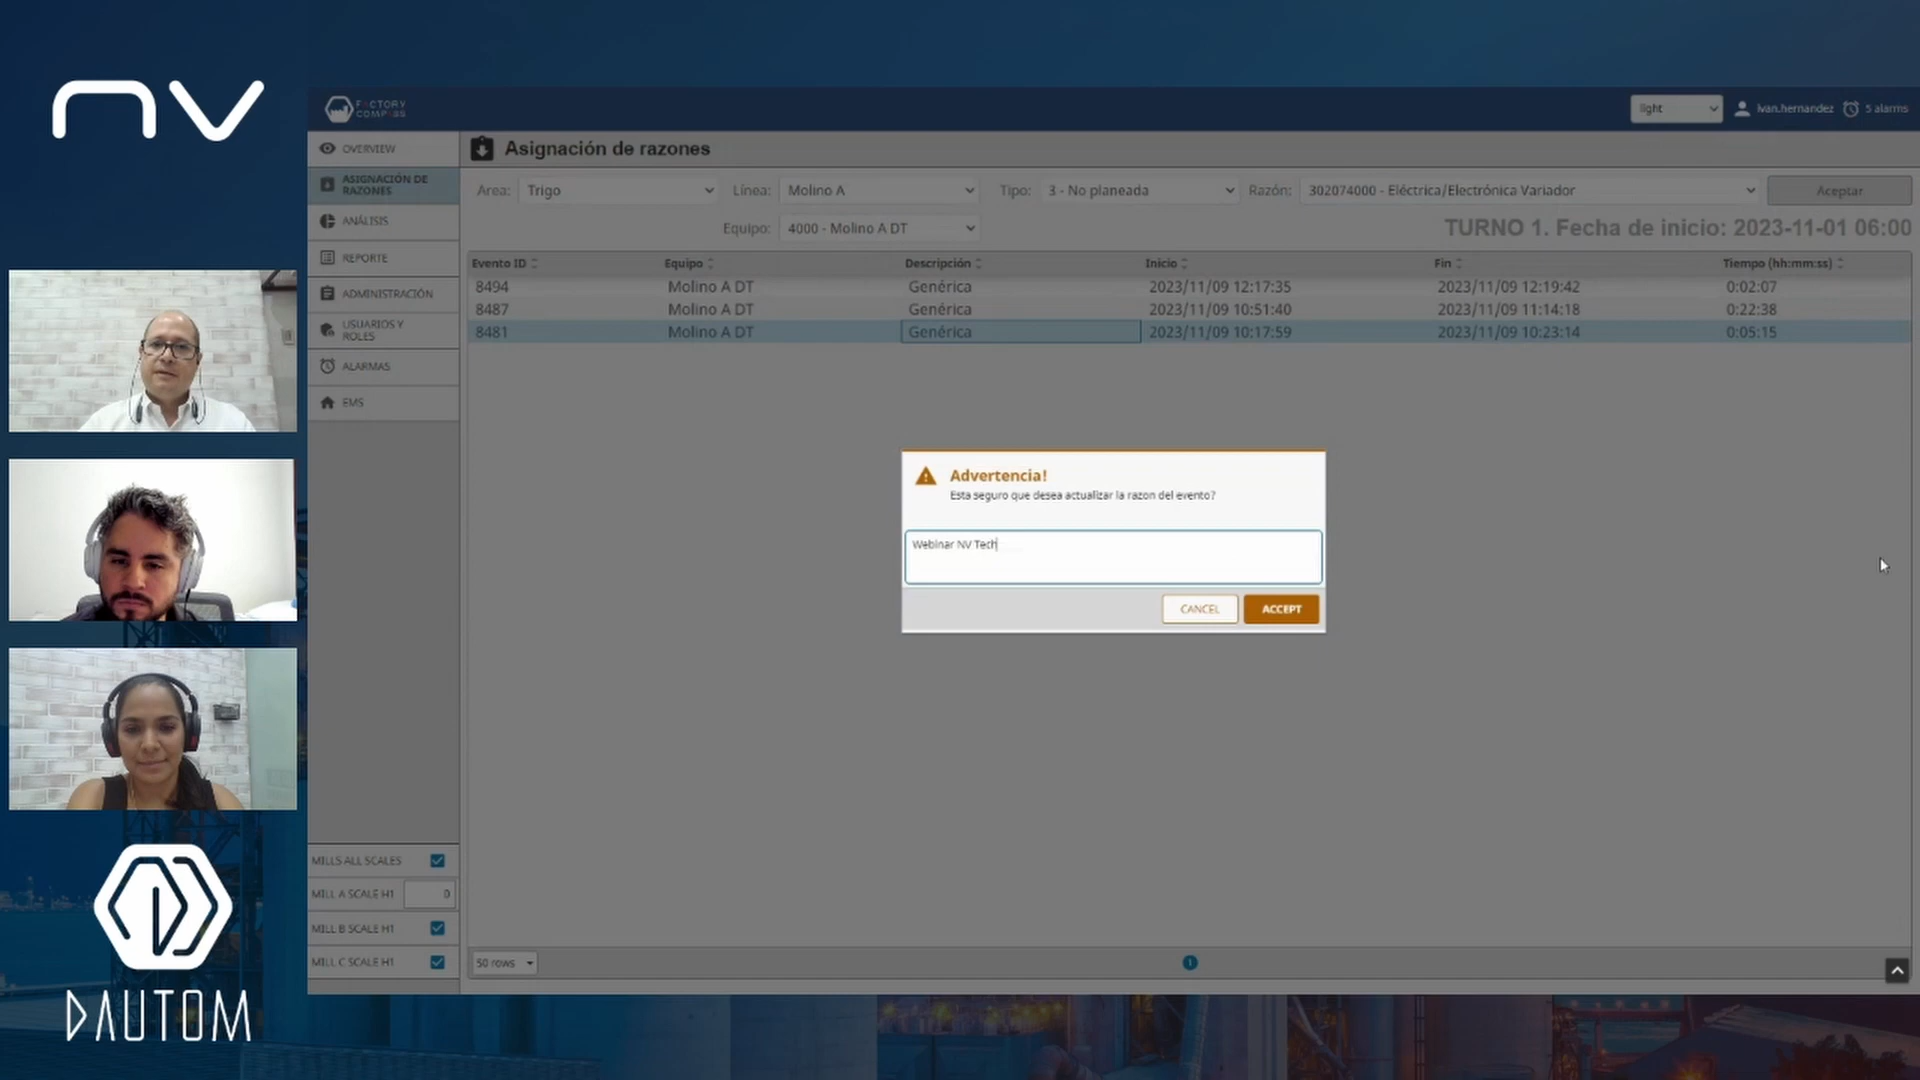 nv
FACTORY
COMPASS
light
ivan.hernandez
5 alarms
OVERVIEW
ASIGNACIÓN DE
RAZONES
ANÁLISIS
REPORTE
ADMINISTRACIÓN
USUARIOS Y
ROLES
ALARMAS
EMS
Asignación de razones
Area: Trigo Línea: Molino A Tipo: 3 - No planeada Razón: 302074000 - Eléctrica/Electrónica Variador Aceptar
Equipo: 4000 - Molino A DT TURNO 1. Fecha de inicio: 2023-11-01 06:00
Evento ID Equipo Descripción Inicio Fin Tiempo (hh:mm:ss)
8494 Molino A DT Genérica 2023/11/09 12:17:35 2023/11/09 12:19:42 0:02:07
8487 Molino A DT Genérica 2023/11/09 10:51:40 2023/11/09 11:14:18 0:22:38
8481 Molino A DT Genérica 2023/11/09 10:17:59 2023/11/09 10:23:14 0:05:15
Advertencia!
Esta seguro que desea actualizar la razon del evento?
Webinar NV Tech
CANCEL ACCEPT
MILLS ALL SCALES
MILL A SCALE H1 0
MILL B SCALE H1
MILL C SCALE H1
50 rows 1
DAUTOM